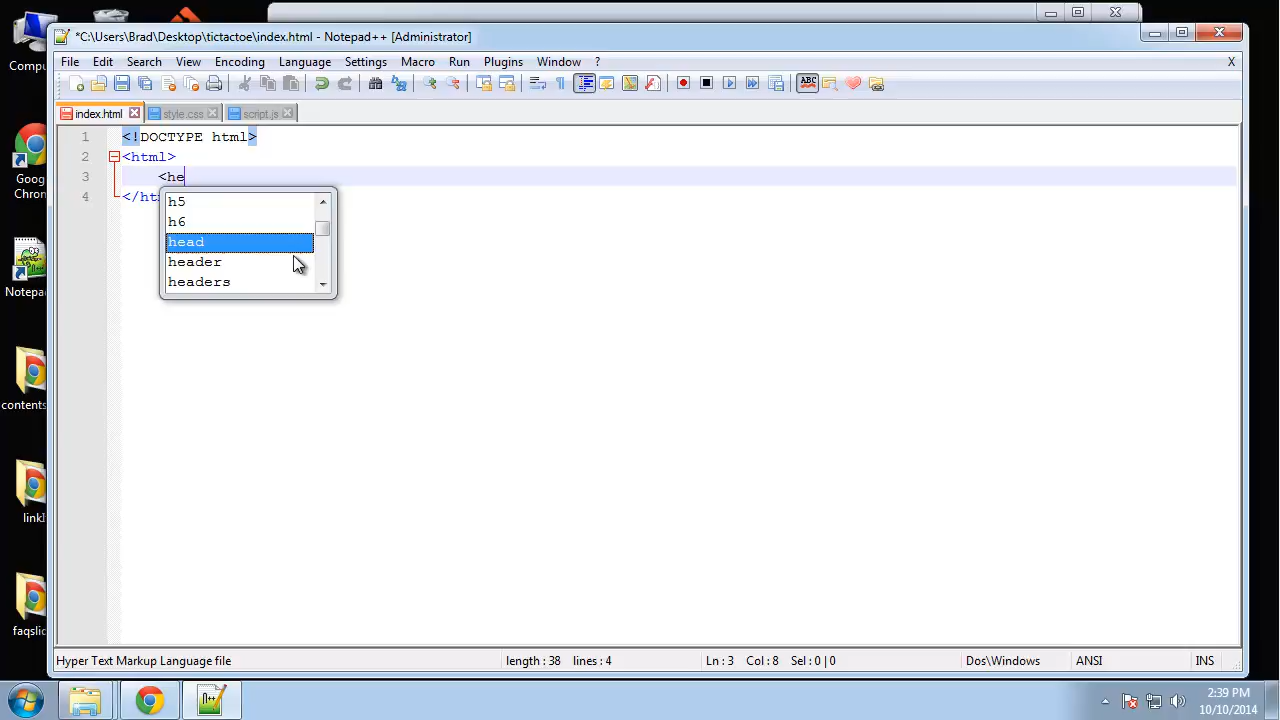 *C:\Users\Brad\Desktop\tictactoe\index.html - Notepad++ [Administrator]
File Edit Search View Encoding Language Settings Macro Run Plugins Window ? X
index.html style.css script.js
1 <!DOCTYPE html>
2 <html>
3 <he
4 </ht
h5
h6
head
header
headers
Compu
Goog
Chron
Notepa
contents
linkl
faqslic
Hyper Text Markup Language file length : 38 lines : 4 Ln : 3 Col : 8 Sel : 0 | 0 Dos\Windows ANSI INS
2:39 PM
10/10/2014